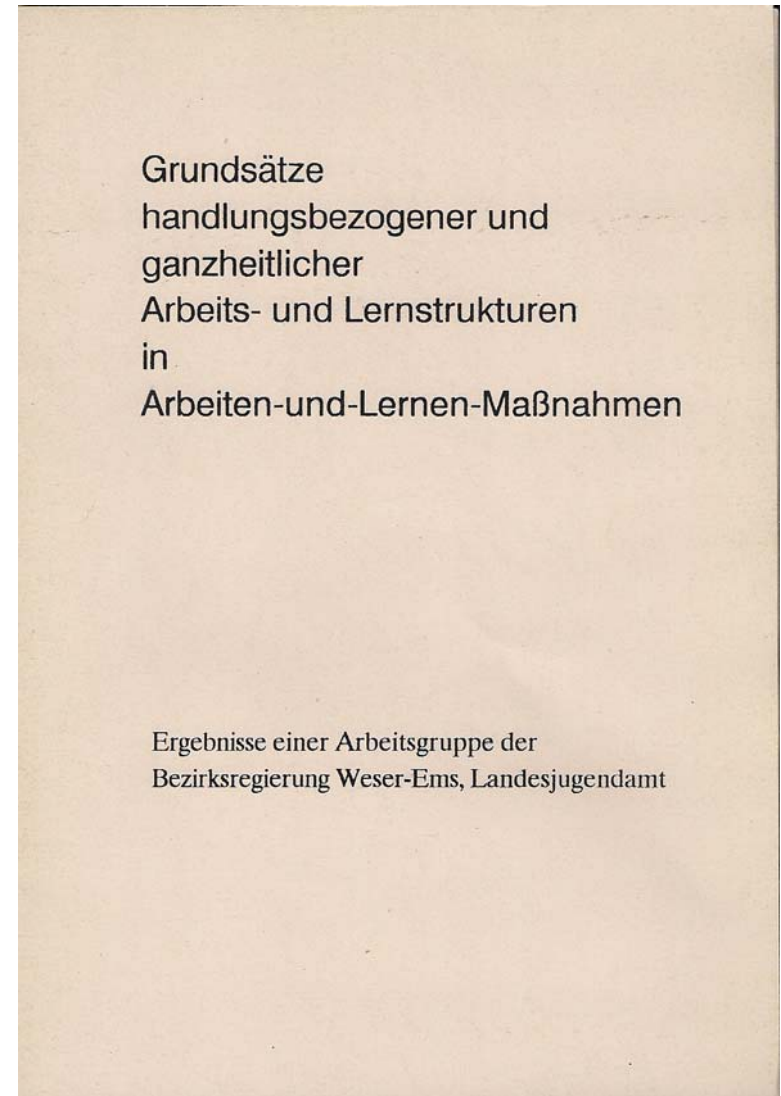 Grundsätze
handlungsbezogener und
ganzheitlicher
Arbeits- und Lernstrukturen
in
Arbeiten-und-Lernen-Maßnahmen
Ergebnisse einer Arbeitsgruppe der
Bezirksregierung Weser-Ems, Landesjugendamt